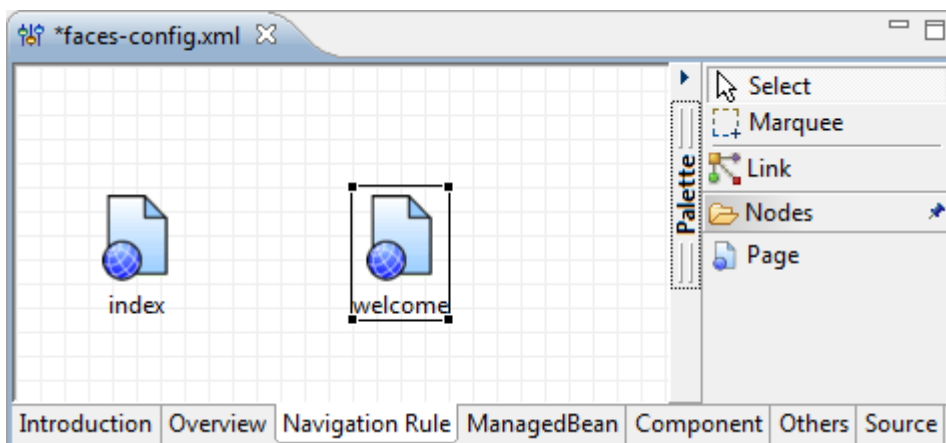 *faces-config.xml
Select
Marquee
Link
Nodes
Page
Palette
index
welcome
Introduction Overview Navigation Rule ManagedBean Component Others Source